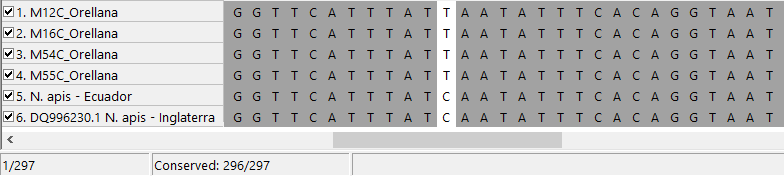 1. M12C_Orellana G G T T C A T T T A T T A A T A T T T C A C A G G T A A T
2. M16C_Orellana G G T T C A T T T A T T A A T A T T T C A C A G G T A A T
3. M54C_Orellana G G T T C A T T T A T T A A T A T T T C A C A G G T A A T
4. M55C_Orellana G G T T C A T T T A T T A A T A T T T C A C A G G T A A T
5. N. apis - Ecuador G G T T C A T T T A T C A A T A T T T C A C A G G T A A T
6. DQ996230.1 N. apis - Inglaterra G G T T C A T T T A T C A A T A T T T C A C A G G T A A T
1/297 Conserved: 296/297